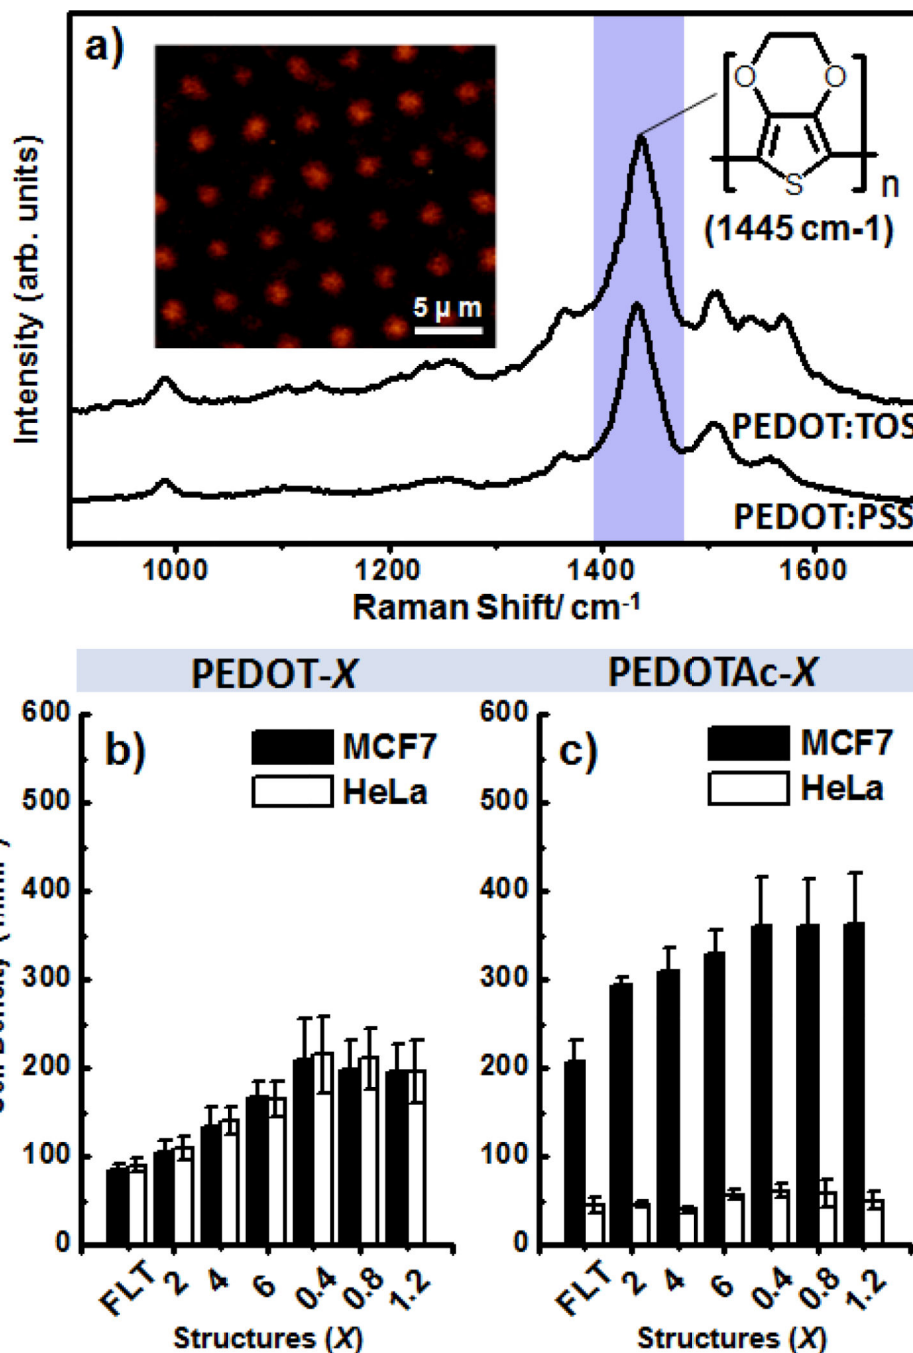 a)
Intensity (arb. units)
5 μ m
O
O
S
n
(1445 cm-1)
PEDOT:TOS
PEDOT:PSS
1000
1200
1400
1600
Raman Shift/ cm-1
PEDOT-X
PEDOTAc-X
b)
MCF7
HeLa
600
500
400
300
200
100
0
FLT
2
4
6
0.4
0.8
1.2
Structures (X)
c)
MCF7
HeLa
600
500
400
300
200
100
0
FLT
2
4
6
0.4
0.8
1.2
Structures (X)